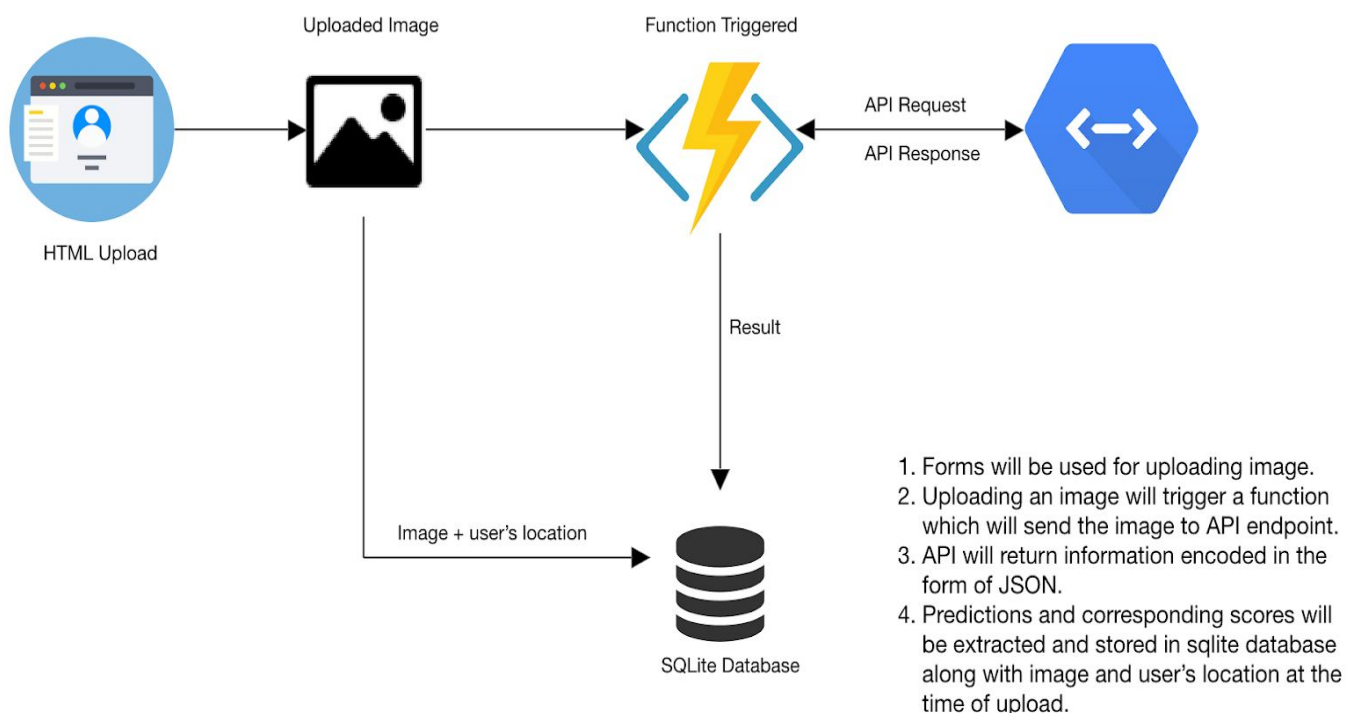 Uploaded Image
Function Triggered
API Request
API Response
HTML Upload
Result
Image + user's location
SQLite Database
1. Forms will be used for uploading image.
2. Uploading an image will trigger a function
which will send the image to API endpoint.
3. API will return information encoded in the
form of JSON.
4. Predictions and corresponding scores will
be extracted and stored in sqlite database
along with image and user's location at the
time of upload.